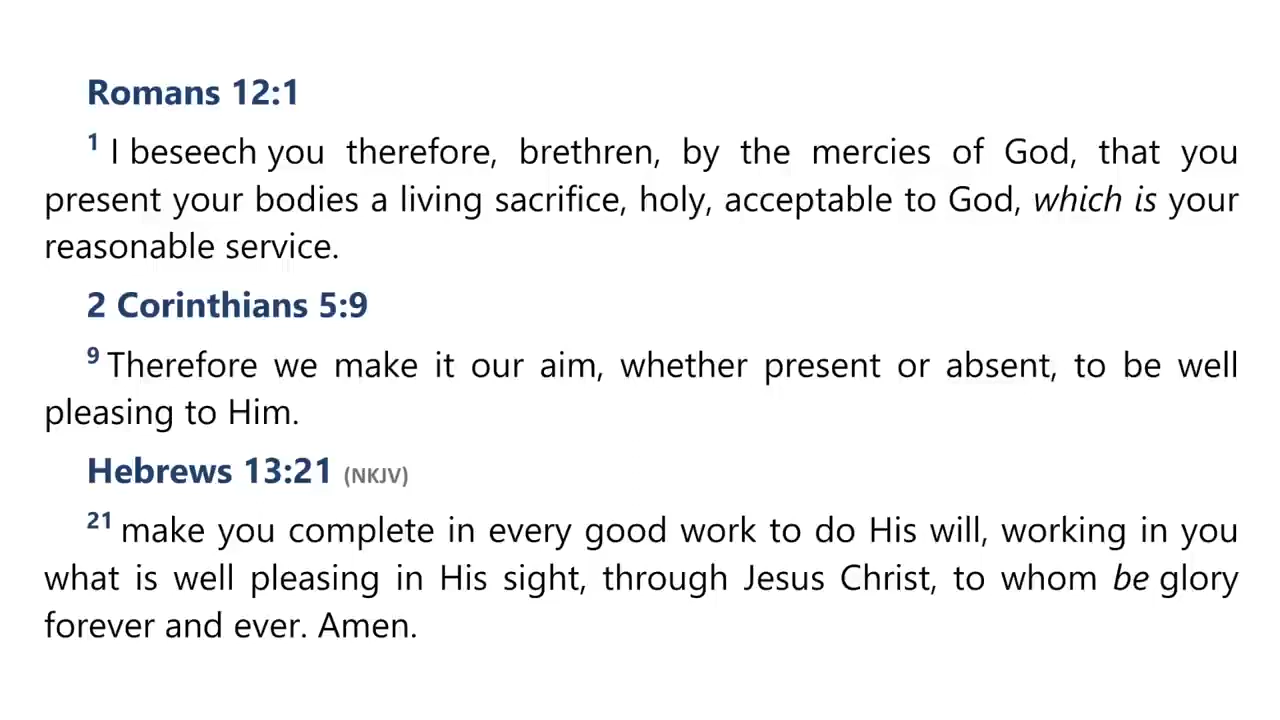 Romans 12:1
1 I beseech you therefore, brethren, by the mercies of God, that you
present your bodies a living sacrifice, holy, acceptable to God, which is your
reasonable service.
2 Corinthians 5:9
9 Therefore we make it our aim, whether present or absent, to be well
pleasing to Him.
Hebrews 13:21 (NKJV)
21 make you complete in every good work to do His will, working in you
what is well pleasing in His sight, through Jesus Christ, to whom be glory
forever and ever. Amen.